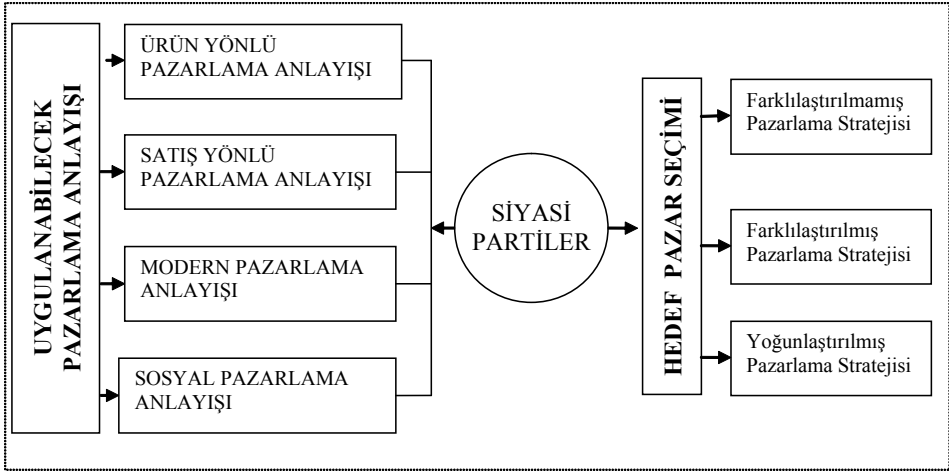 UYGULANABİLECEK
PAZARLAMA ANLAYIŞI
ÜRÜN YÖNLÜ
PAZARLAMA ANLAYIŞI
SATIŞ YÖNLÜ
PAZARLAMA ANLAYIŞI
MODERN PAZARLAMA
ANLAYIŞI
SOSYAL PAZARLAMA
ANLAYIŞI
SİYASİ
PARTİLER
HEDEF PAZAR SEÇİMİ
Farklılaştırılmamış
Pazarlama Stratejisi
Farklılaştırılmış
Pazarlama Stratejisi
Yoğunlaştırılmış
Pazarlama Stratejisi